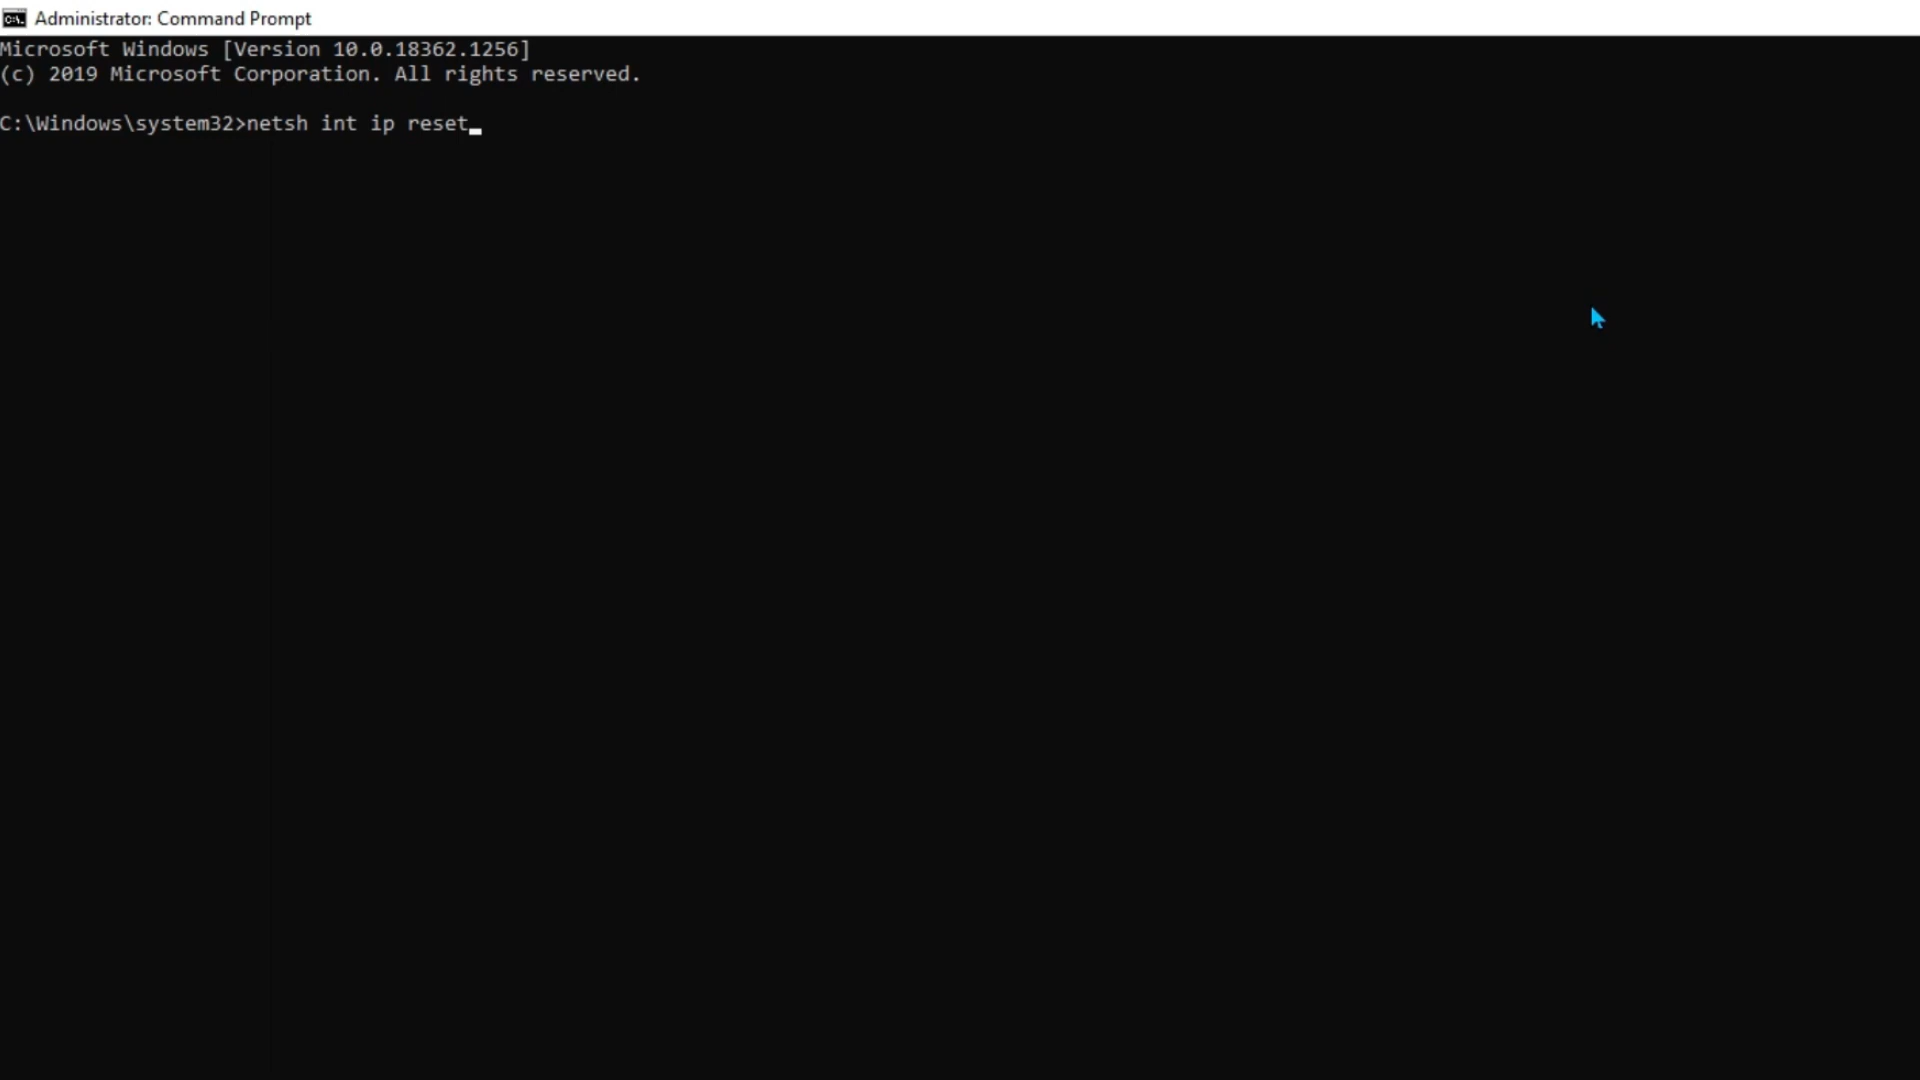 Administrator: Command Prompt
Microsoft Windows [Version 10.0.18362.1256]
(c) 2019 Microsoft Corporation. All rights reserved.
C:\Windows\system32>netsh int ip reset